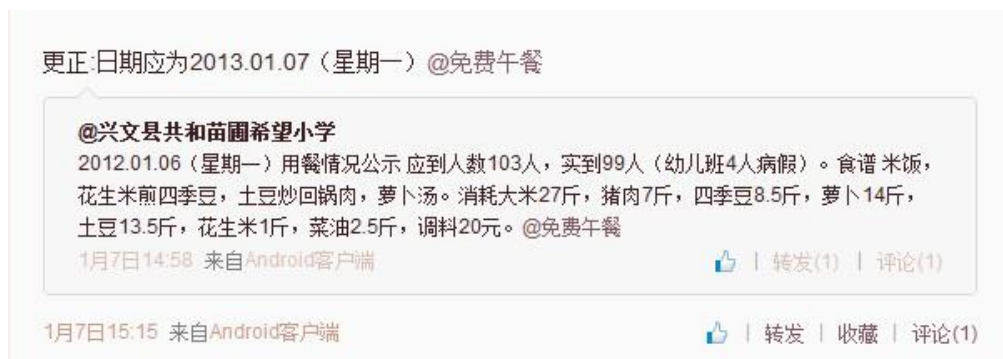 更正:日期应为2013.01.07（星期一）@免费午餐
@兴文县共和苗圃希望小学
2012.01.06（星期一）用餐情况公示 应到人数103人，实到99人（幼儿班4人病假）。食谱 米饭，
花生米煎四季豆，土豆炒回锅肉，萝卜汤。消耗大米27斤，猪肉7斤，四季豆8.5斤，萝卜14斤，
土豆13.5斤，花生米1斤，菜油2.5斤，调料20元。@免费午餐
1月7日14:58 来自Android客户端 | 转发(1) | 评论(1)
1月7日15:15 来自Android客户端 | 转发 | 收藏 | 评论(1)